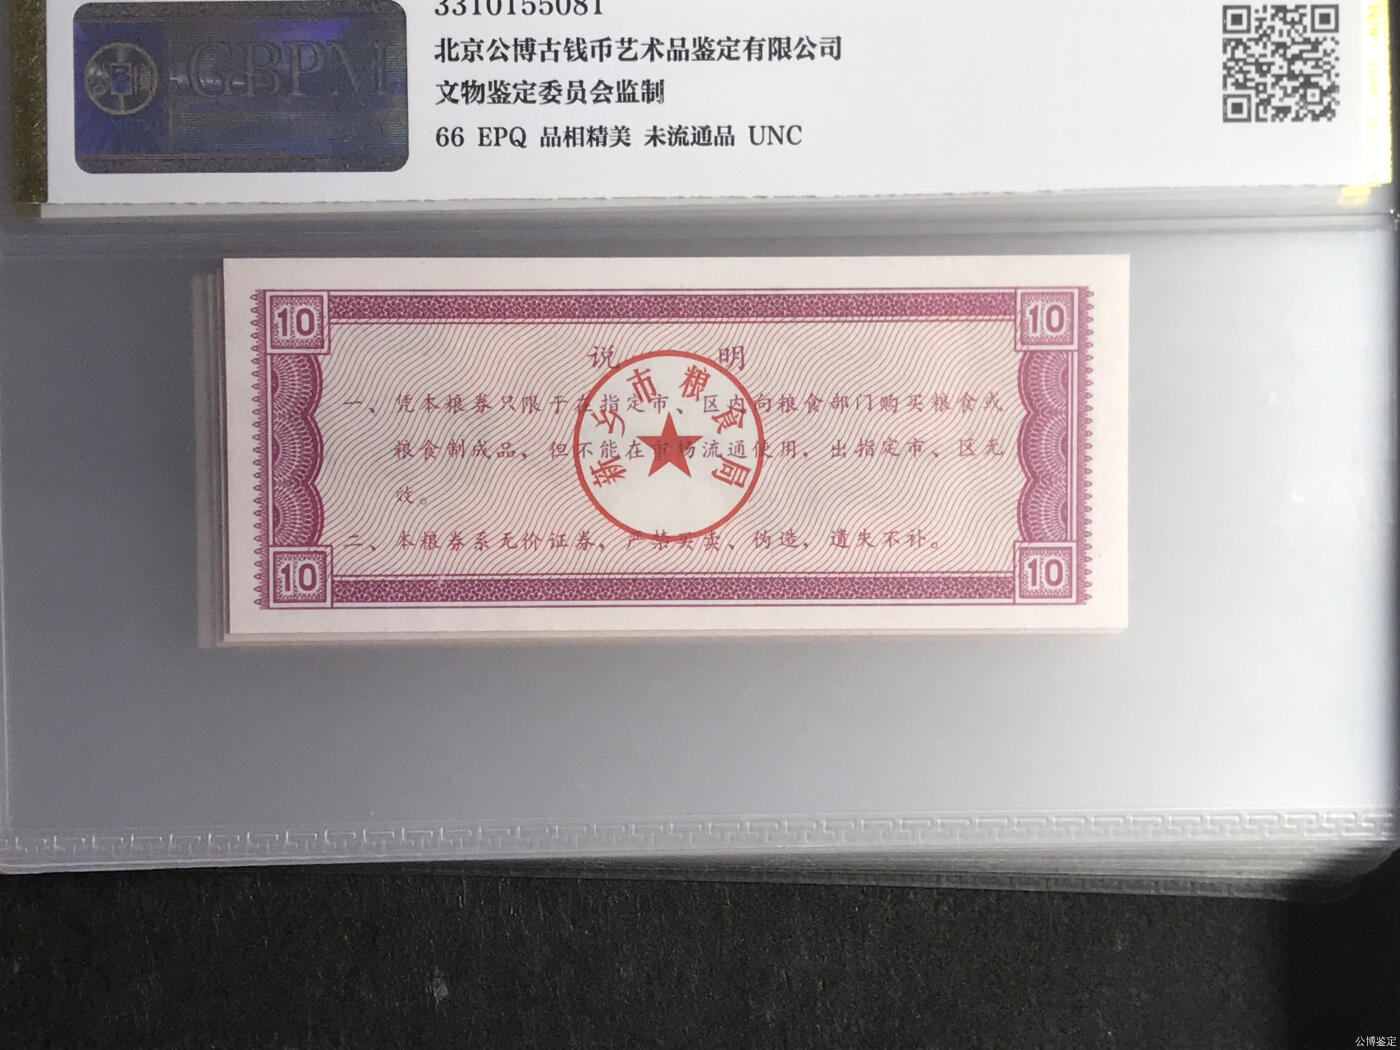 3310155081
北京公博古钱币艺术品鉴定有限公司
文物鉴定委员会监制
66 EPQ 品相精美 未流通品 UNC
GBPM
10
10
说 明
新乡市粮食局
一、凭本粮券只限于在指定市、区内向粮食部门购买粮食或
粮食制成品，但不能在市场流通使用，出指定市、区无
效。
二、本粮券系无价证券，严禁买卖、伪造，遗失不补。
10
10
公博鉴定